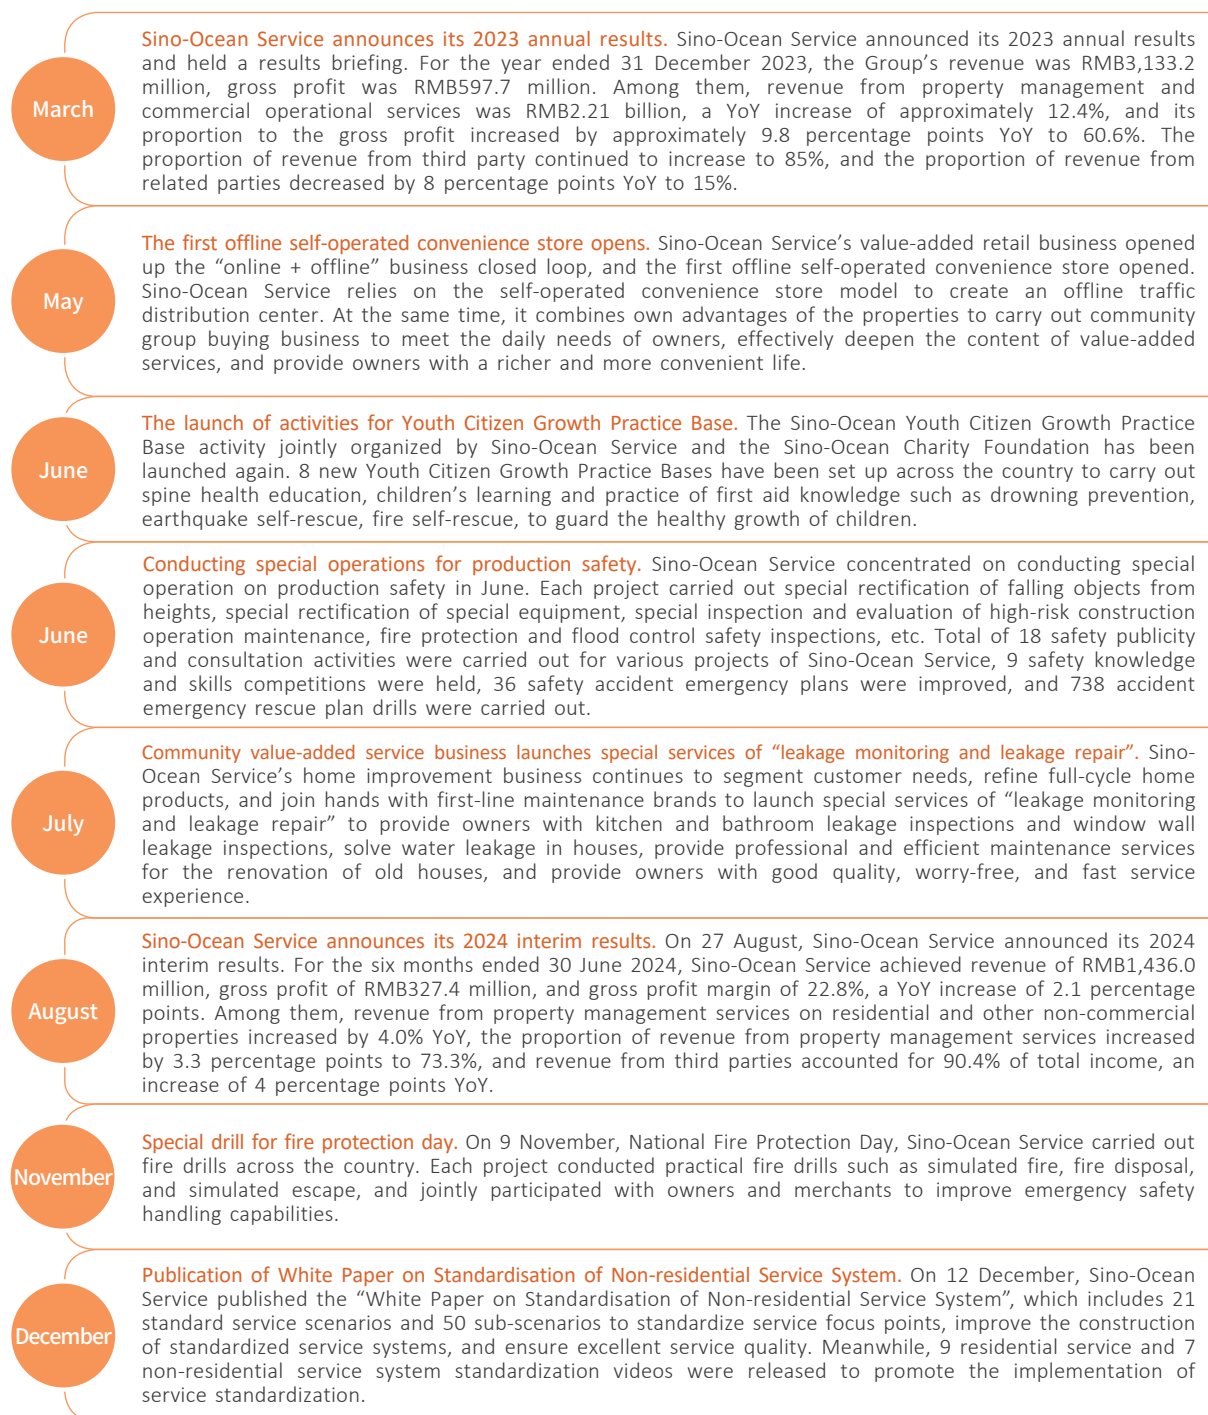 March
Sino-Ocean Service announces its 2023 annual results. Sino-Ocean Service announced its 2023 annual results
and held a results briefing. For the year ended 31 December 2023, the Group’s revenue was RMB3,133.2
million, gross profit was RMB597.7 million. Among them, revenue from property management and
commercial operational services was RMB2.21 billion, a YoY increase of approximately 12.4%, and its
proportion to the gross profit increased by approximately 9.8 percentage points YoY to 60.6%. The
proportion of revenue from third party continued to increase to 85%, and the proportion of revenue from
related parties decreased by 8 percentage points YoY to 15%.
May
The first offline self-operated convenience store opens. Sino-Ocean Service’s value-added retail business opened
up the “online + offline” business closed loop, and the first offline self-operated convenience store opened.
Sino-Ocean Service relies on the self-operated convenience store model to create an offline traffic
distribution center. At the same time, it combines own advantages of the properties to carry out community
group buying business to meet the daily needs of owners, effectively deepen the content of value-added
services, and provide owners with a richer and more convenient life.
June
The launch of activities for Youth Citizen Growth Practice Base. The Sino-Ocean Youth Citizen Growth Practice
Base activity jointly organized by Sino-Ocean Service and the Sino-Ocean Charity Foundation has been
launched again. 8 new Youth Citizen Growth Practice Bases have been set up across the country to carry out
spine health education, children’s learning and practice of first aid knowledge such as drowning prevention,
earthquake self-rescue, fire self-rescue, to guard the healthy growth of children.
June
Conducting special operations for production safety. Sino-Ocean Service concentrated on conducting special
operation on production safety in June. Each project carried out special rectification of falling objects from
heights, special rectification of special equipment, special inspection and evaluation of high-risk construction
operation maintenance, fire protection and flood control safety inspections, etc. Total of 18 safety publicity
and consultation activities were carried out for various projects of Sino-Ocean Service, 9 safety knowledge
and skills competitions were held, 36 safety accident emergency plans were improved, and 738 accident
emergency rescue plan drills were carried out.
July
Community value-added service business launches special services of “leakage monitoring and leakage repair”. Sino-
Ocean Service’s home improvement business continues to segment customer needs, refine full-cycle home
products, and join hands with first-line maintenance brands to launch special services of “leakage monitoring
and leakage repair” to provide owners with kitchen and bathroom leakage inspections and window wall
leakage inspections, solve water leakage in houses, provide professional and efficient maintenance services
for the renovation of old houses, and provide owners with good quality, worry-free, and fast service
experience.
August
Sino-Ocean Service announces its 2024 interim results. On 27 August, Sino-Ocean Service announced its 2024
interim results. For the six months ended 30 June 2024, Sino-Ocean Service achieved revenue of RMB1,436.0
million, gross profit of RMB327.4 million, and gross profit margin of 22.8%, a YoY increase of 2.1 percentage
points. Among them, revenue from property management services on residential and other non-commercial
properties increased by 4.0% YoY, the proportion of revenue from property management services increased
by 3.3 percentage points to 73.3%, and revenue from third parties accounted for 90.4% of total income, an
increase of 4 percentage points YoY.
November
Special drill for fire protection day. On 9 November, National Fire Protection Day, Sino-Ocean Service carried out
fire drills across the country. Each project conducted practical fire drills such as simulated fire, fire disposal,
and simulated escape, and jointly participated with owners and merchants to improve emergency safety
handling capabilities.
December
Publication of White Paper on Standardisation of Non-residential Service System. On 12 December, Sino-Ocean
Service published the “White Paper on Standardisation of Non-residential Service System”, which includes 21
standard service scenarios and 50 sub-scenarios to standardize service focus points, improve the construction
of standardized service systems, and ensure excellent service quality. Meanwhile, 9 residential service and 7
non-residential service system standardization videos were released to promote the implementation of
service standardization.